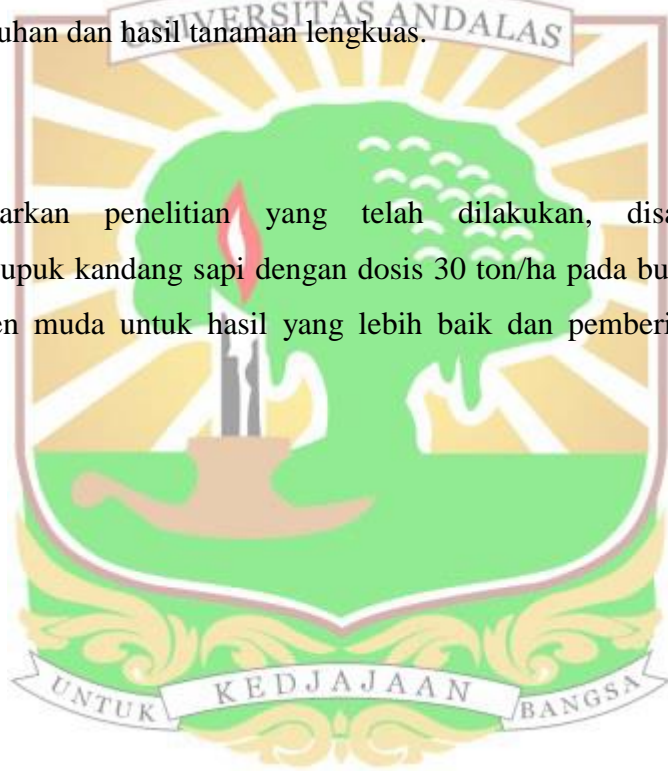 UNIVERSITAS ANDALAS
uhan dan hasil tanaman lengkuas.
arkan penelitian yang telah dilakukan, disa
upuk kandang sapi dengan dosis 30 ton/ha pada bu
en muda untuk hasil yang lebih baik dan pemberi
UNTUK KEDJAJAAN BANGSA